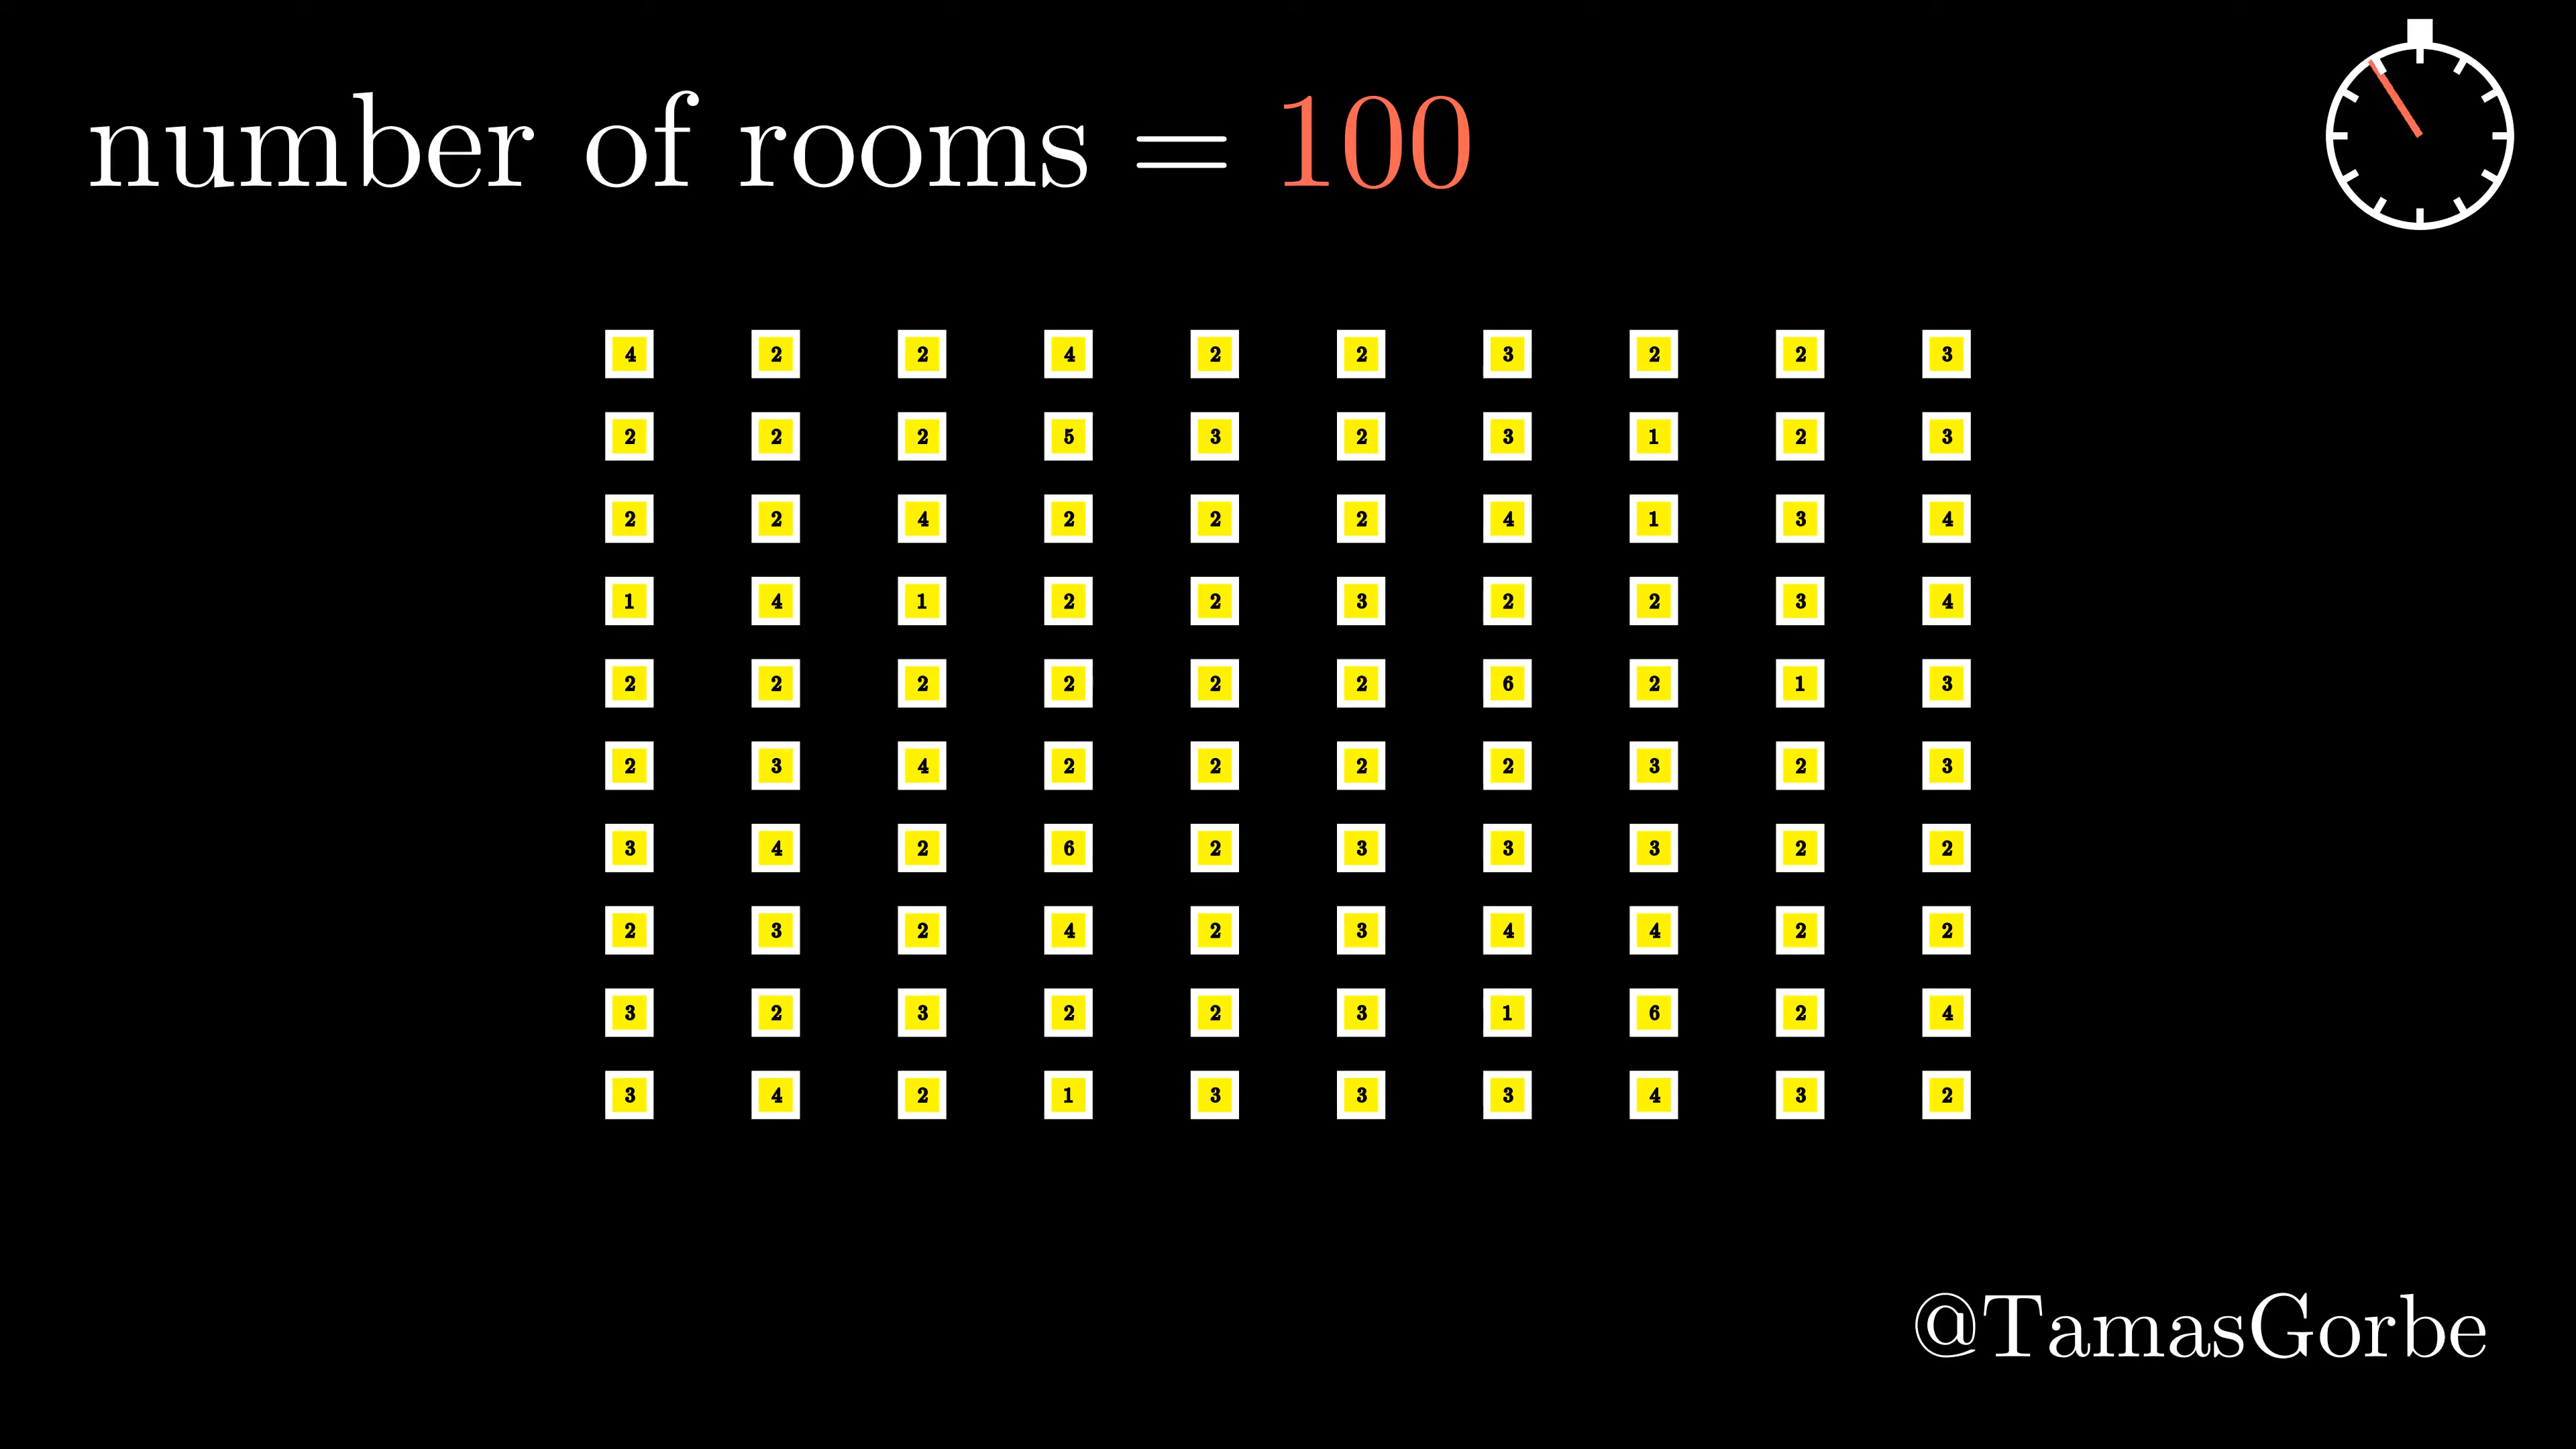 number of rooms = 100
4 2 2 4 2 2 3 2 2 3
2 2 2 5 3 2 3 1 2 3
2 2 4 2 2 2 4 1 3 4
1 4 1 2 2 3 2 2 3 4
2 2 2 2 2 2 6 2 1 3
2 3 4 2 2 2 2 3 2 3
3 4 2 6 2 3 3 3 2 2
2 3 2 4 2 3 4 4 2 2
3 2 3 2 2 3 1 6 2 4
3 4 2 1 3 3 3 4 3 2
@TamasGorbe